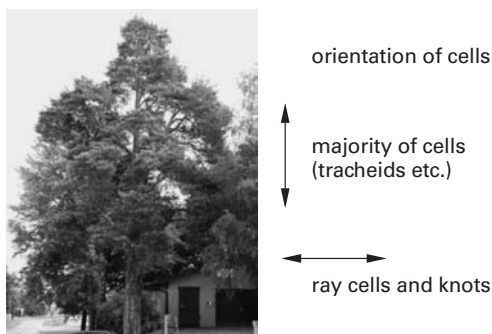 orientation of cells
majority of cells
(tracheids etc.)
ray cells and knots